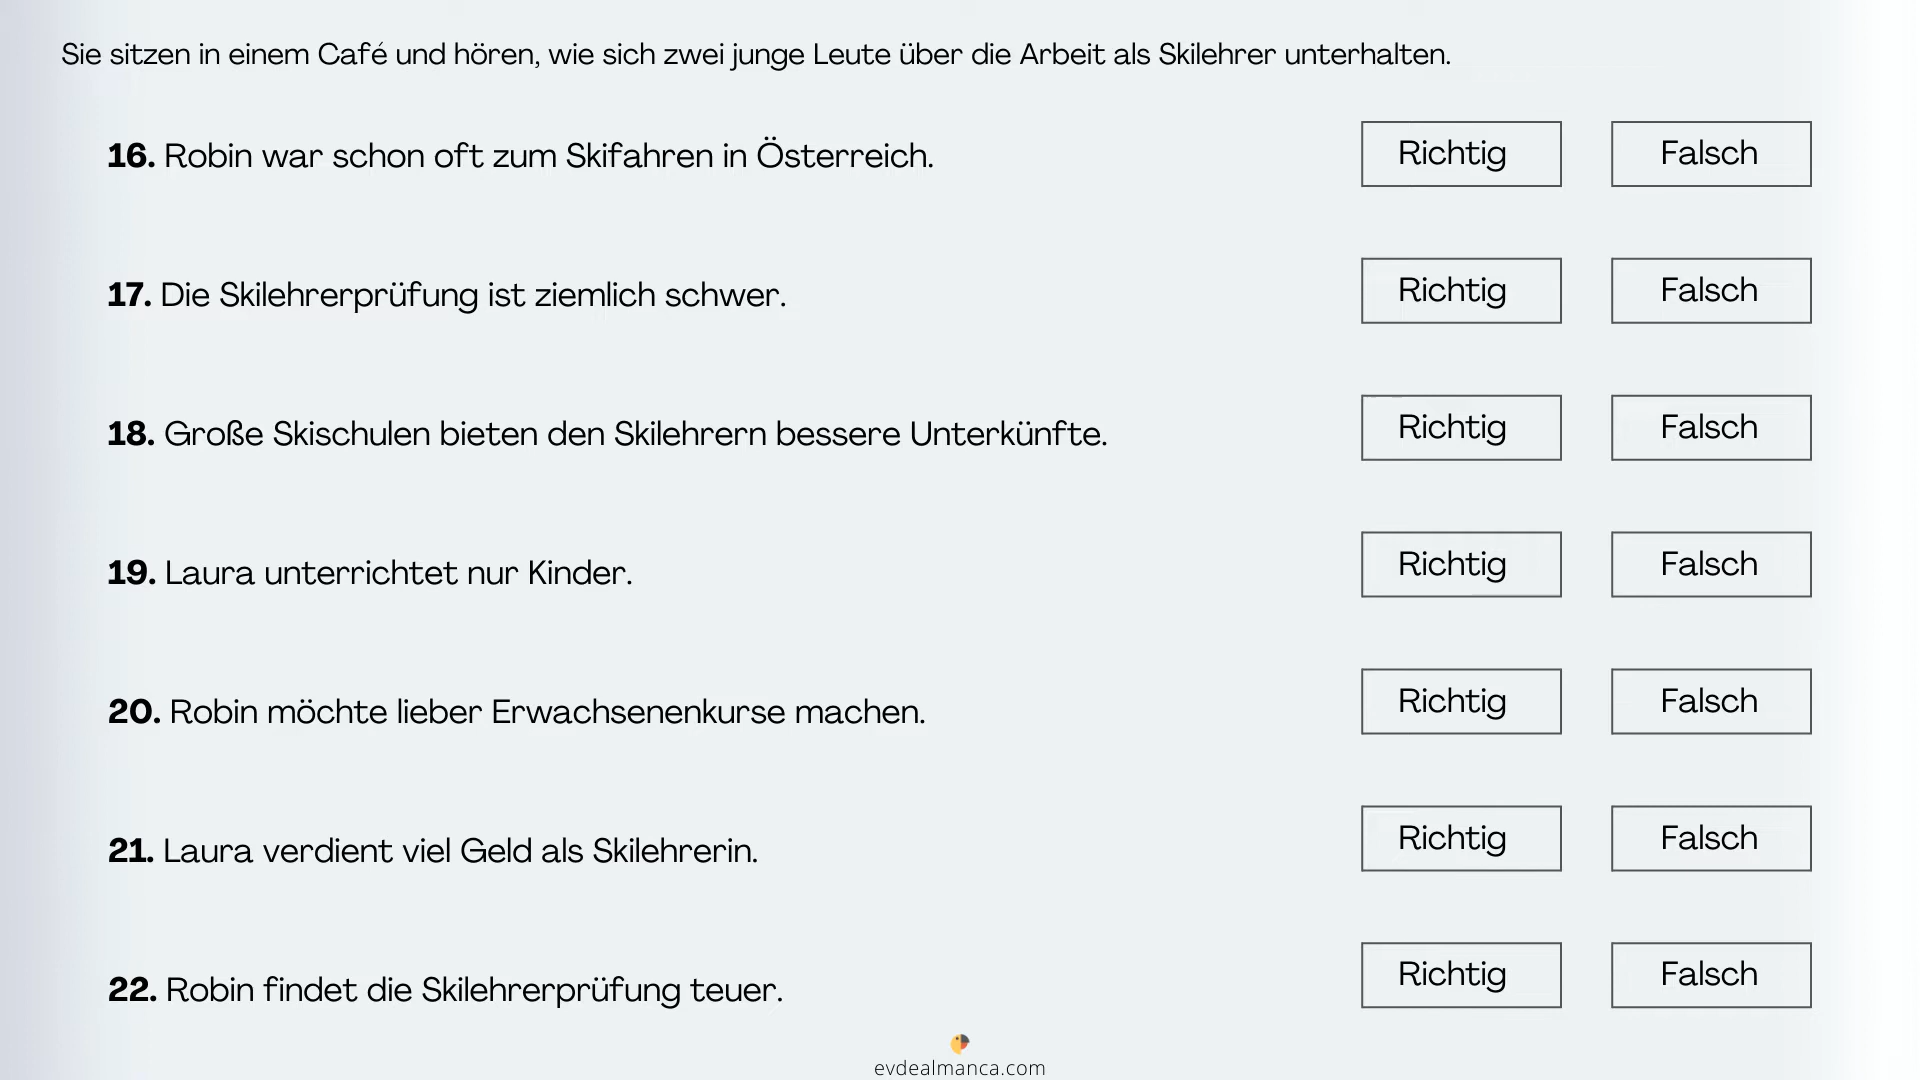 Sie sitzen in einem Café und hören, wie sich zwei junge Leute über die Arbeit als Skilehrer unterhalten.
16. Robin war schon oft zum Skifahren in Österreich. Richtig Falsch
17. Die Skilehrerprüfung ist ziemlich schwer. Richtig Falsch
18. Große Skischulen bieten den Skilehrern bessere Unterkünfte. Richtig Falsch
19. Laura unterrichtet nur Kinder. Richtig Falsch
20. Robin möchte lieber Erwachsenenkurse machen. Richtig Falsch
21. Laura verdient viel Geld als Skilehrerin. Richtig Falsch
22. Robin findet die Skilehrerprüfung teuer. Richtig Falsch
evdealmanca.com